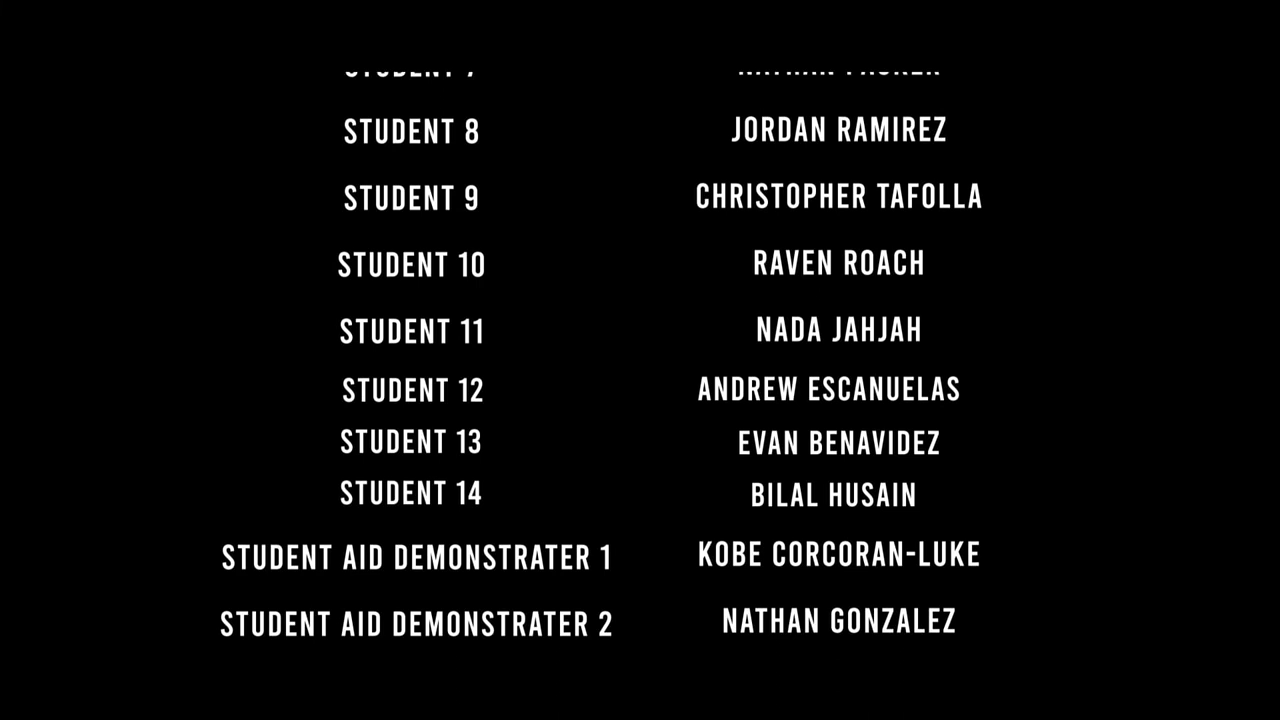 STUDENT 7
STUDENT 8 JORDAN RAMIREZ
STUDENT 9 CHRISTOPHER TAFOLLA
STUDENT 10 RAVEN ROACH
STUDENT 11 NADA JAHJAH
STUDENT 12 ANDREW ESCANUELAS
STUDENT 13 EVAN BENAVIDEZ
STUDENT 14 BILAL HUSAIN
STUDENT AID DEMONSTRATER 1 KOBE CORCORAN-LUKE
STUDENT AID DEMONSTRATER 2 NATHAN GONZALEZ